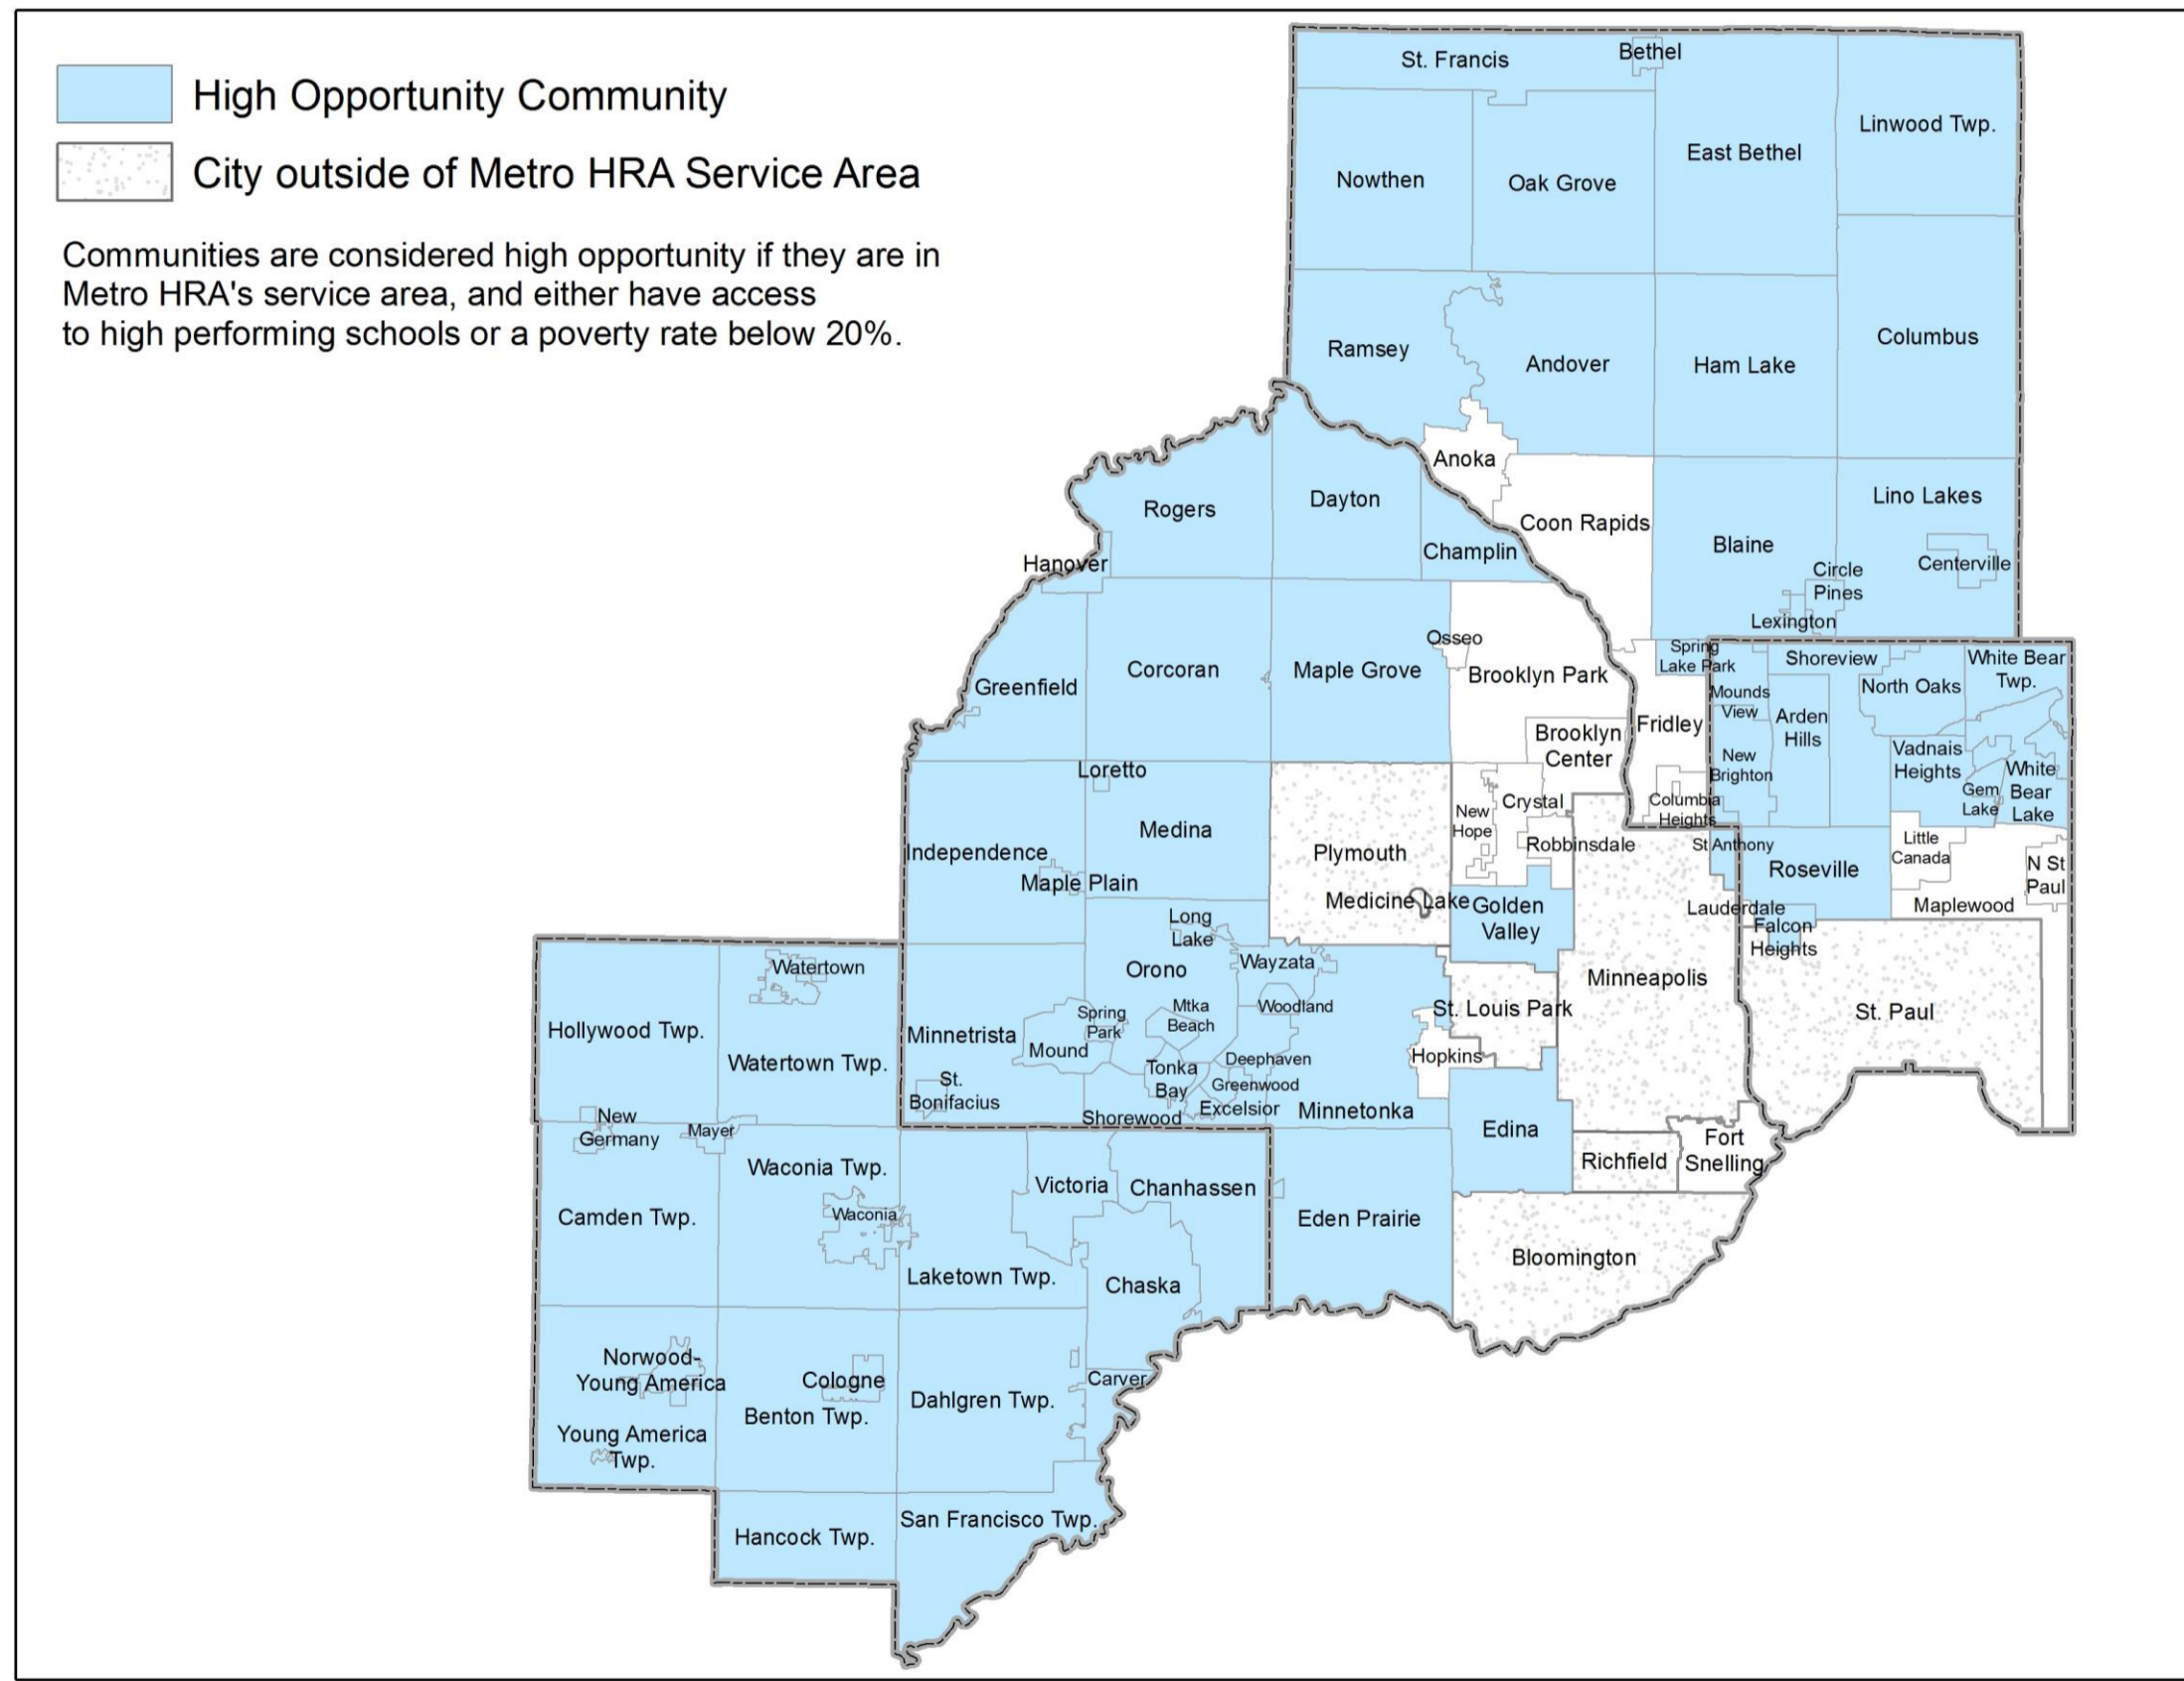 High Opportunity Community
City outside of Metro HRA Service Area
Communities are considered high opportunity if they are in
Metro HRA's service area, and either have access
to high performing schools or a poverty rate below 20%.
St. Francis
Bethel
Linwood Twp.
East Bethel
Nowthen
Oak Grove
Columbus
Ramsey
Andover
Ham Lake
Anoka
Lino Lakes
Dayton
Rogers
Coon Rapids
Blaine
Champlin
Hanover
Centerville
Circle
Pines
Lexington
Osseo
Spring
Lake Park
Shoreview
White Bear
Twp.
Corcoran
Maple Grove
Brooklyn Park
Greenfield
North Oaks
Mounds
View
Arden
Hills
Fridley
Brooklyn
Center
Vadnais
Heights
New
Brighton
White
Bear
Lake
Gem
Lake
Loretto
Crystal
Columbia
Heights
New
Hope
Medina
Robbinsdale
St Anthony
Little
Canada
Independence
Plymouth
Roseville
N St
Paul
Maple Plain
Medicine Lake
Golden
Valley
Lauderdale
Maplewood
Falcon
Heights
Long
Lake
Wayzata
Orono
Watertown
Minneapolis
Woodland
St. Louis Park
St. Paul
Mtka
Beach
Spring
Park
Hollywood Twp.
Minnetrista
Mound
Watertown Twp.
Hopkins
Deephaven
Tonka
Bay
Greenwood
St.
Bonifacius
Excelsior
Minnetonka
Shorewood
New
Germany
Mayer
Edina
Fort
Snelling
Richfield
Waconia Twp.
Victoria
Chanhassen
Camden Twp.
Waconia
Eden Prairie
Bloomington
Laketown Twp.
Chaska
Norwood-
Young America
Cologne
Carver
Dahlgren Twp.
Benton Twp.
Young America
Twp.
San Francisco Twp.
Hancock Twp.